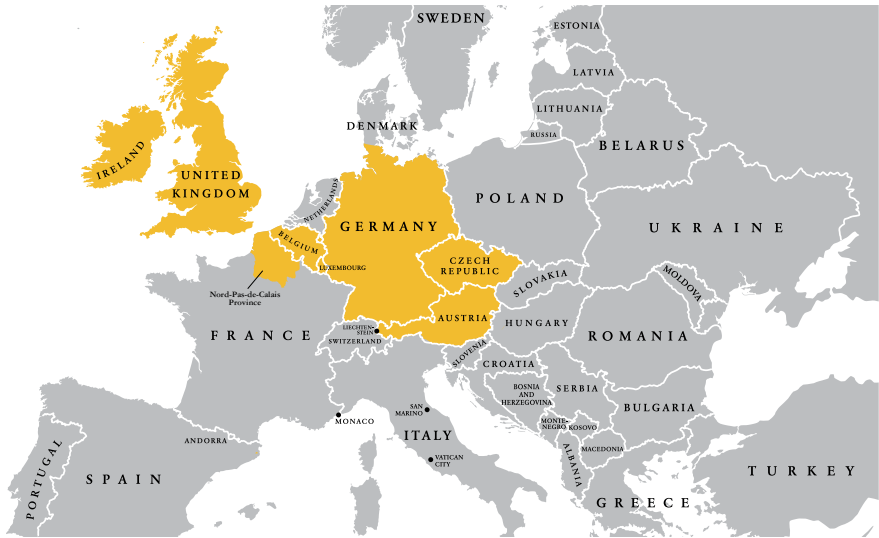 SWEDEN
ESTONIA
LATVIA
LITHUANIA
RUSSIA
DENMARK
BELARUS
IRELAND
UNITED
KINGDOM
NETHERLANDS
POLAND
GERMANY
UKRAINE
BELGIUM
LUXEMBOURG
CZECH
REPUBLIC
SLOVAKIA
MOLDOVA
Nord-Pas-de-Calais
Province
AUSTRIA
HUNGARY
ROMANIA
FRANCE
LIECHTEN-
STEIN
SWITZERLAND
SLOVENIA
CROATIA
BOSNIA
AND
HERZEGOVINA
SERBIA
BULGARIA
SAN
MARINO
MONACO
MONTE-
NEGRO
KOSOVO
ITALY
ANDORRA
MACEDONIA
ALBANIA
VATICAN
CITY
PORTUGAL
SPAIN
GREECE
TURKEY